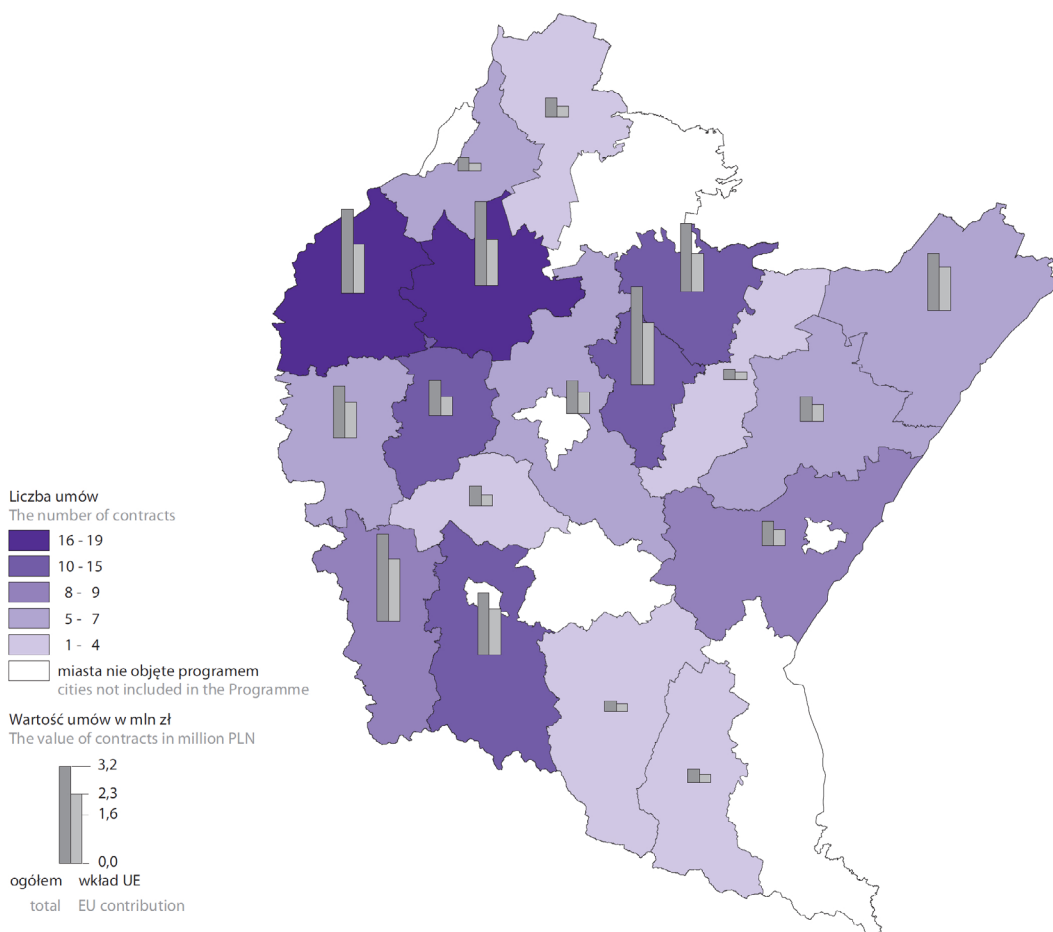 Liczba umów
The number of contracts
16 - 19
10 - 15
8 - 9
5 - 7
1 - 4
miasta nie objęte programem
cities not included in the Programme
Wartość umów w mln zł
The value of contracts in million PLN
3,2
2,3
1,6
0,0
ogółem wkład UE
total EU contribution